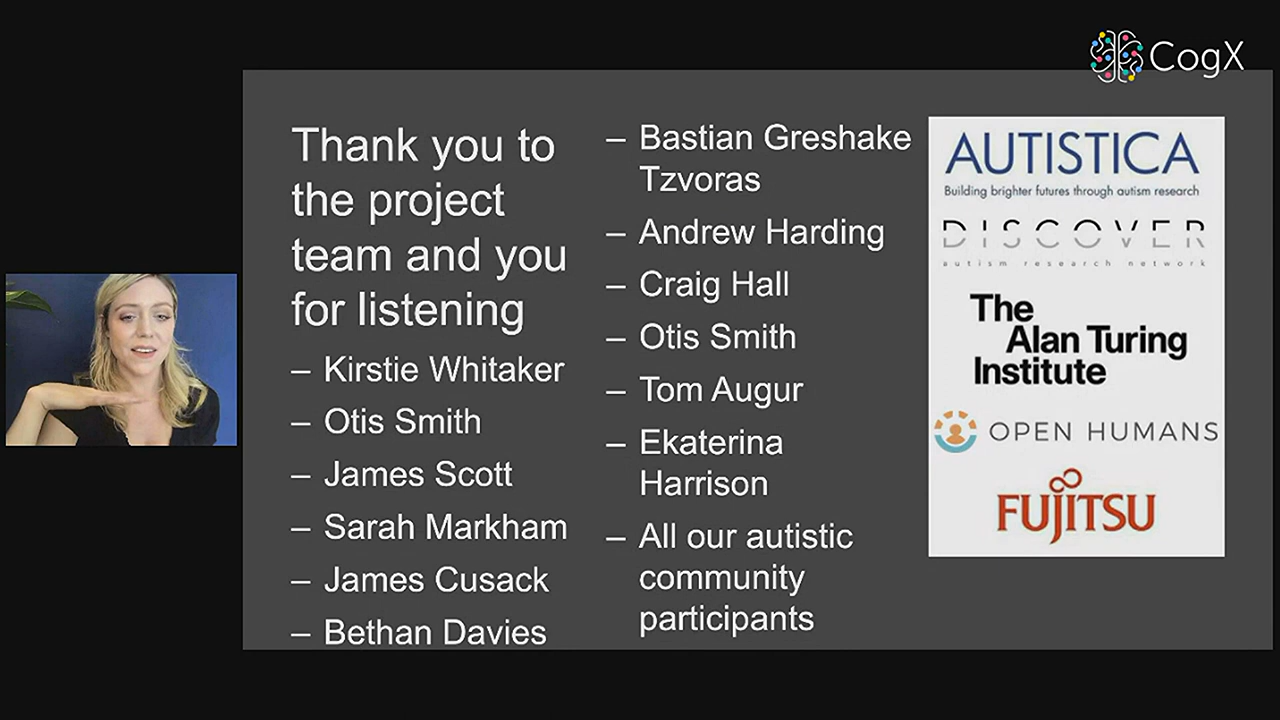 CogX
Thank you to
the project
team and you
for listening
– Kirstie Whitaker
– Otis Smith
– James Scott
– Sarah Markham
– James Cusack
– Bethan Davies
– Bastian Greshake
Tzvoras
– Andrew Harding
– Craig Hall
– Otis Smith
– Tom Augur
– Ekaterina
Harrison
– All our autistic
community
participants
AUTISTICA
Building brighter futures through autism research
DISCOVER
autism research network
The
Alan Turing
Institute
OPEN HUMANS
FUJITSU